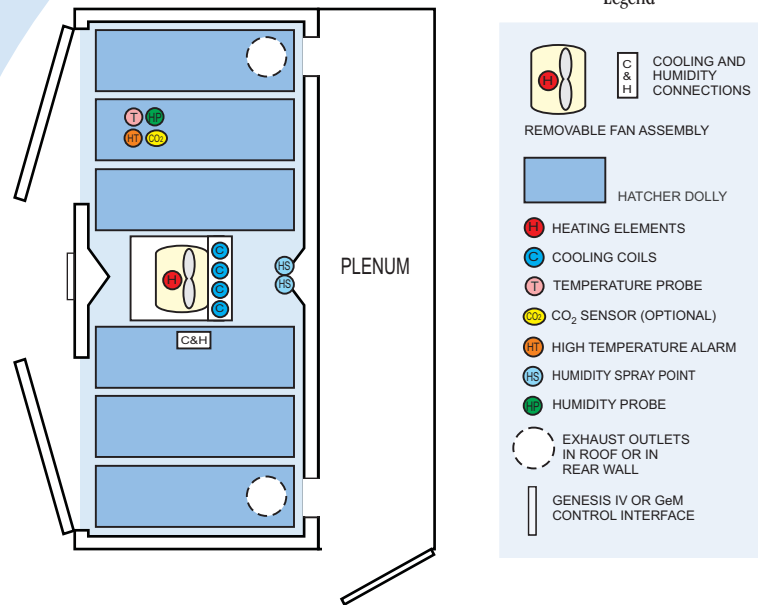 Legend
T HP
HT CO2
H
C
C
C
C
HS
HS
C&H
PLENUM
H
C
&
H
COOLING AND
HUMIDITY
CONNECTIONS
REMOVABLE FAN ASSEMBLY
HATCHER DOLLY
H HEATING ELEMENTS
C COOLING COILS
T TEMPERATURE PROBE
CO2 CO2 SENSOR (OPTIONAL)
HT HIGH TEMPERATURE ALARM
HS HUMIDITY SPRAY POINT
HP HUMIDITY PROBE
EXHAUST OUTLETS
IN ROOF OR IN
REAR WALL
GENESIS IV OR GeM
CONTROL INTERFACE